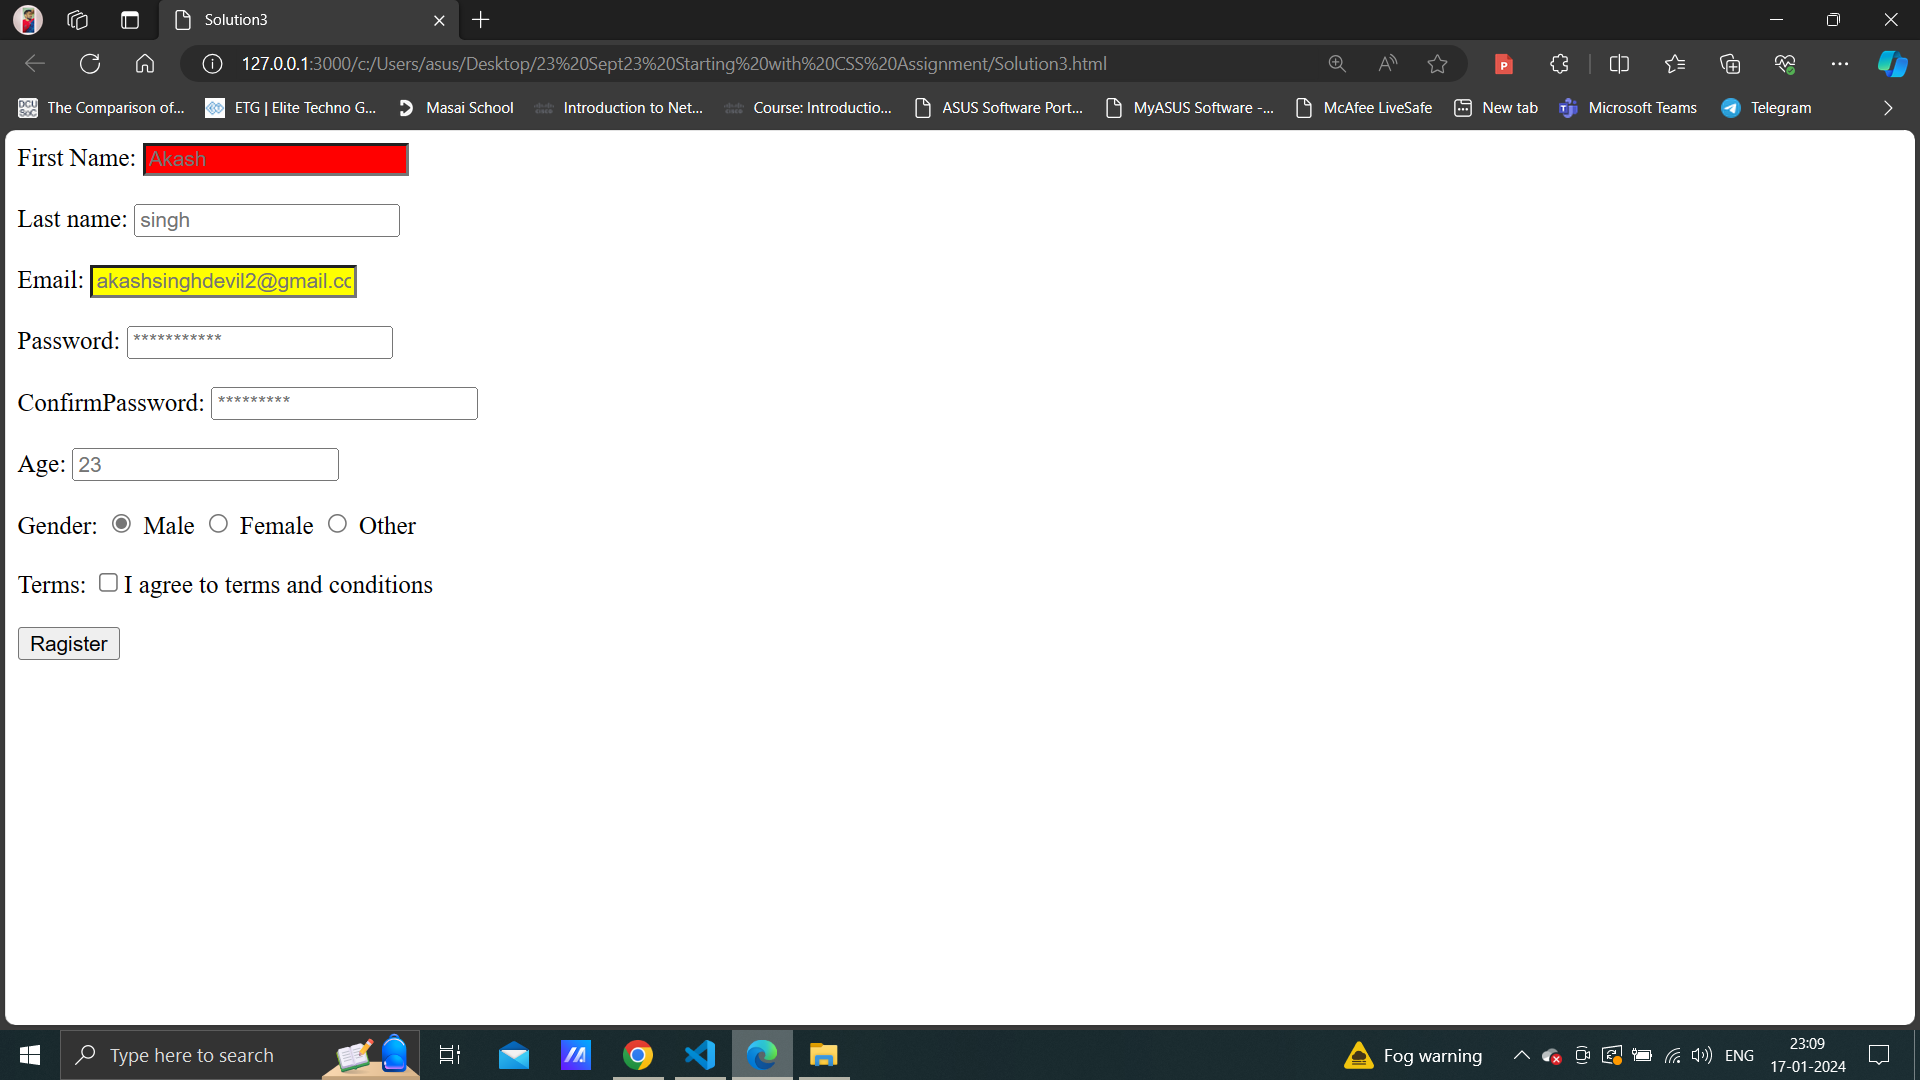 Solution3
127.0.0.1:3000/c:/Users/asus/Desktop/23%20Sept23%20Starting%20with%20CSS%20Assignment/Solution3.html
The Comparison of... ETG | Elite Techno G... Masai School Introduction to Net... Course: Introductio... ASUS Software Port... MyASUS Software -... McAfee LiveSafe New tab Microsoft Teams Telegram
First Name: Akash
Last name: singh
Email: akashsinghdevil2@gmail.cc
Password: ***********
ConfirmPassword: *********
Age: 23
Gender: Male Female Other
Terms: I agree to terms and conditions
Ragister
Type here to search Fog warning ENG 23:09
17-01-2024